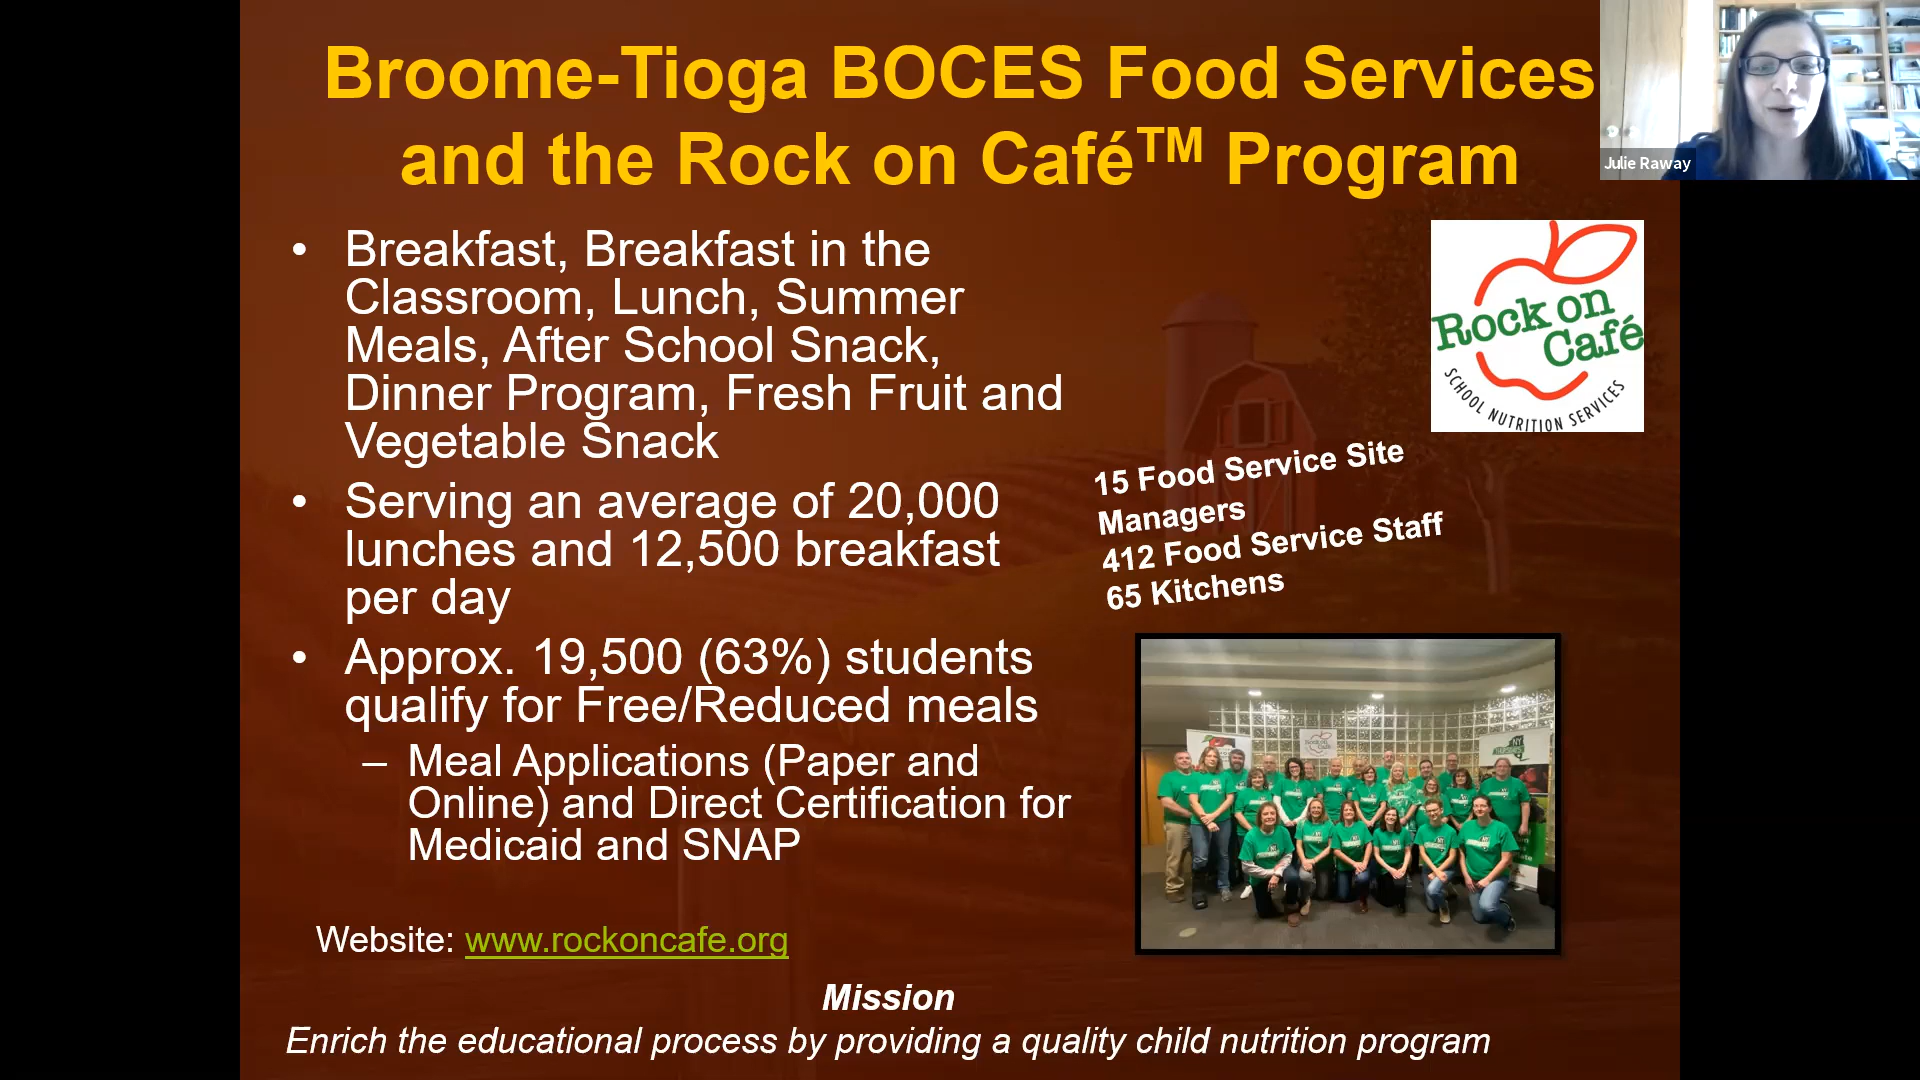 Broome-Tioga BOCES Food Services
and the Rock on Café™ Program
Julie Raway
• Breakfast, Breakfast in the
Classroom, Lunch, Summer
Meals, After School Snack,
Dinner Program, Fresh Fruit and
Vegetable Snack
• Serving an average of 20,000
lunches and 12,500 breakfast
per day
• Approx. 19,500 (63%) students
qualify for Free/Reduced meals
– Meal Applications (Paper and
Online) and Direct Certification for
Medicaid and SNAP
Rock on
Café
SCHOOL NUTRITION SERVICES
15 Food Service Site
Managers
412 Food Service Staff
65 Kitchens
Rock on
Café
NY
Website: www.rockoncafe.org
Mission
Enrich the educational process by providing a quality child nutrition program